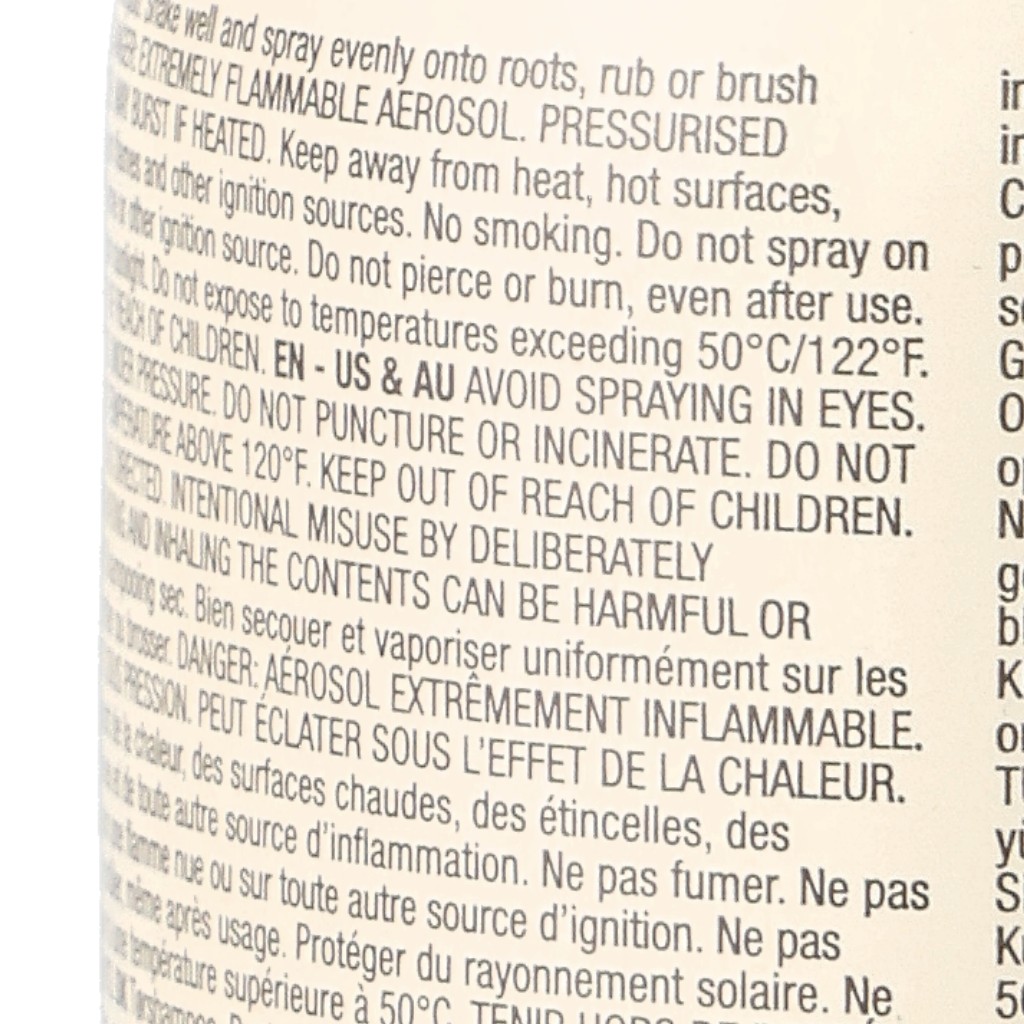 Shake well and spray evenly onto roots, rub or brush
EXTREMELY FLAMMABLE AEROSOL. PRESSURISED
BURST IF HEATED. Keep away from heat, hot surfaces,
and other ignition sources. No smoking. Do not spray on
or other ignition source. Do not pierce or burn, even after use.
Do not expose to temperatures exceeding 50°C/122°F.
REACH OF CHILDREN. EN - US & AU AVOID SPRAYING IN EYES.
PRESSURE. DO NOT PUNCTURE OR INCINERATE. DO NOT
ABOVE 120°F. KEEP OUT OF REACH OF CHILDREN.
INTENTIONAL MISUSE BY DELIBERATELY
AND INHALING THE CONTENTS CAN BE HARMFUL OR
sec. Bien secouer et vaporiser uniformément sur les
brosser. DANGER: AÉROSOL EXTRÊMEMENT INFLAMMABLE.
PRESSION. PEUT ÉCLATER SOUS L'EFFET DE LA CHALEUR.
la chaleur, des surfaces chaudes, des étincelles, des
de toute autre source d'inflammation. Ne pas fumer. Ne pas
flamme nue ou sur toute autre source d'ignition. Ne pas
même après usage. Protéger du rayonnement solaire. Ne
température supérieure à 50°C. TENIR HORS DE